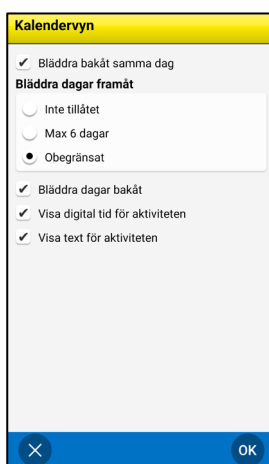 Kalendervyn
Bläddra bakåt samma dag
Bläddra dagar framåt
Inte tillåtet
Max 6 dagar
Obegränsat
Bläddra dagar bakåt
Visa digital tid för aktiviteten
Visa text för aktiviteten
OK